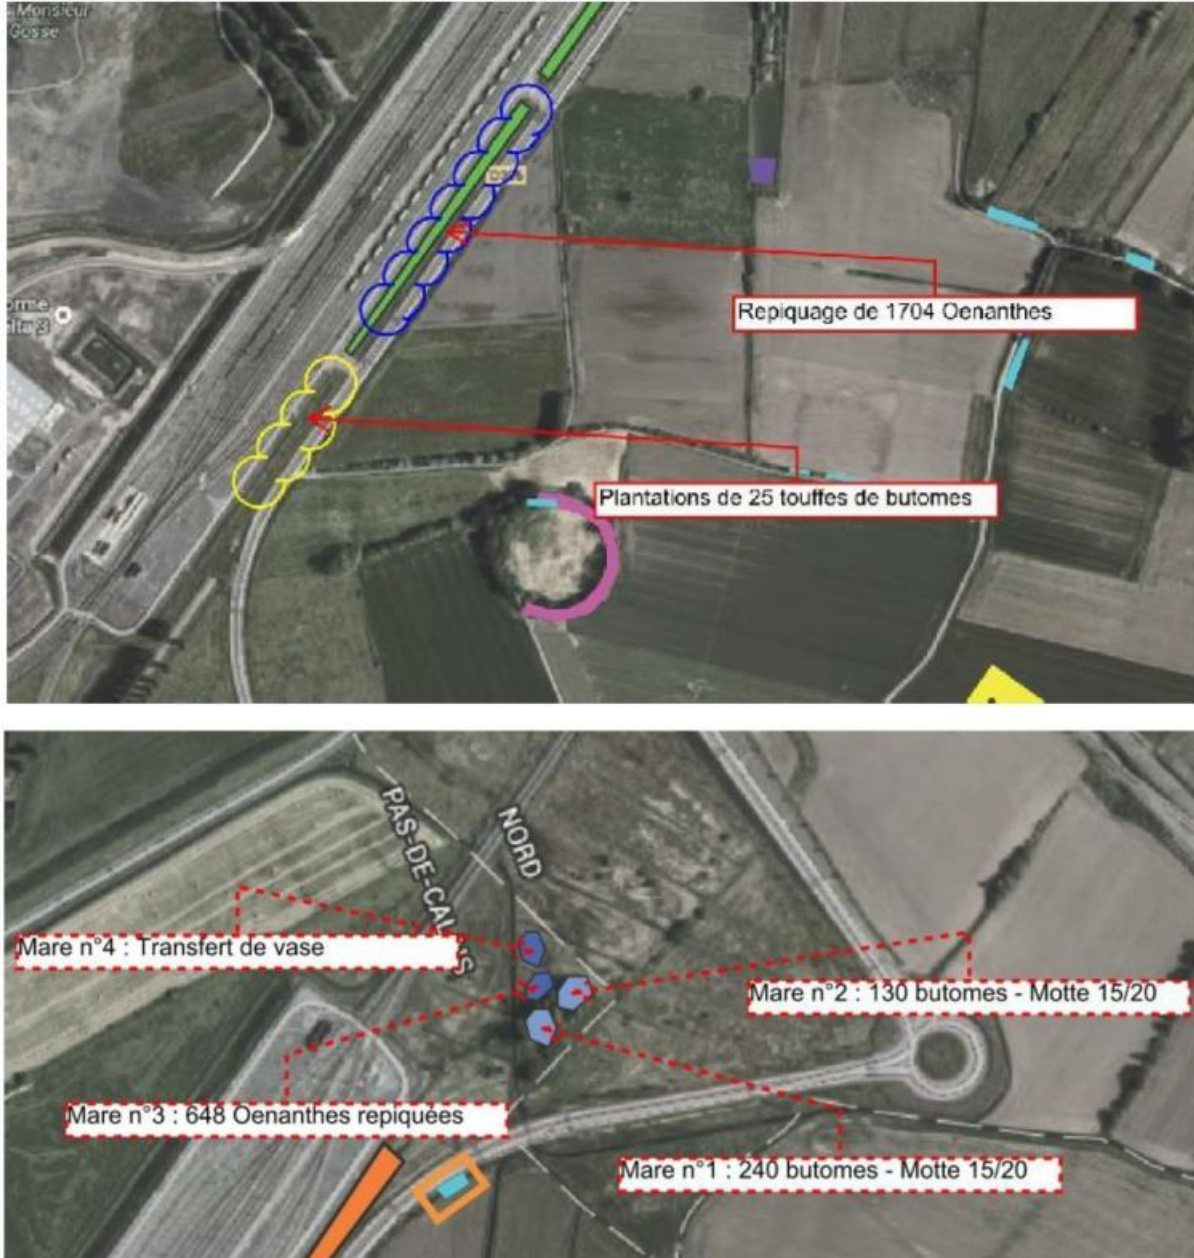 Monsieur
Gosse
Repiquage de 1704 Oenanthes
Plantations de 25 touffes de butomes
PAS-DE-CALAIS
NORD
Mare n°4 : Transfert de vase
Mare n°2 : 130 butomes - Motte 15/20
Mare n°3 : 648 Oenanthes repiquées
Mare n°1 : 240 butomes - Motte 15/20